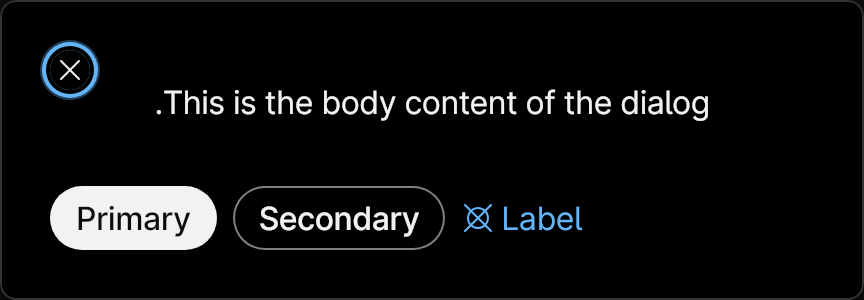 .This is the body content of the dialog
Primary Secondary Label